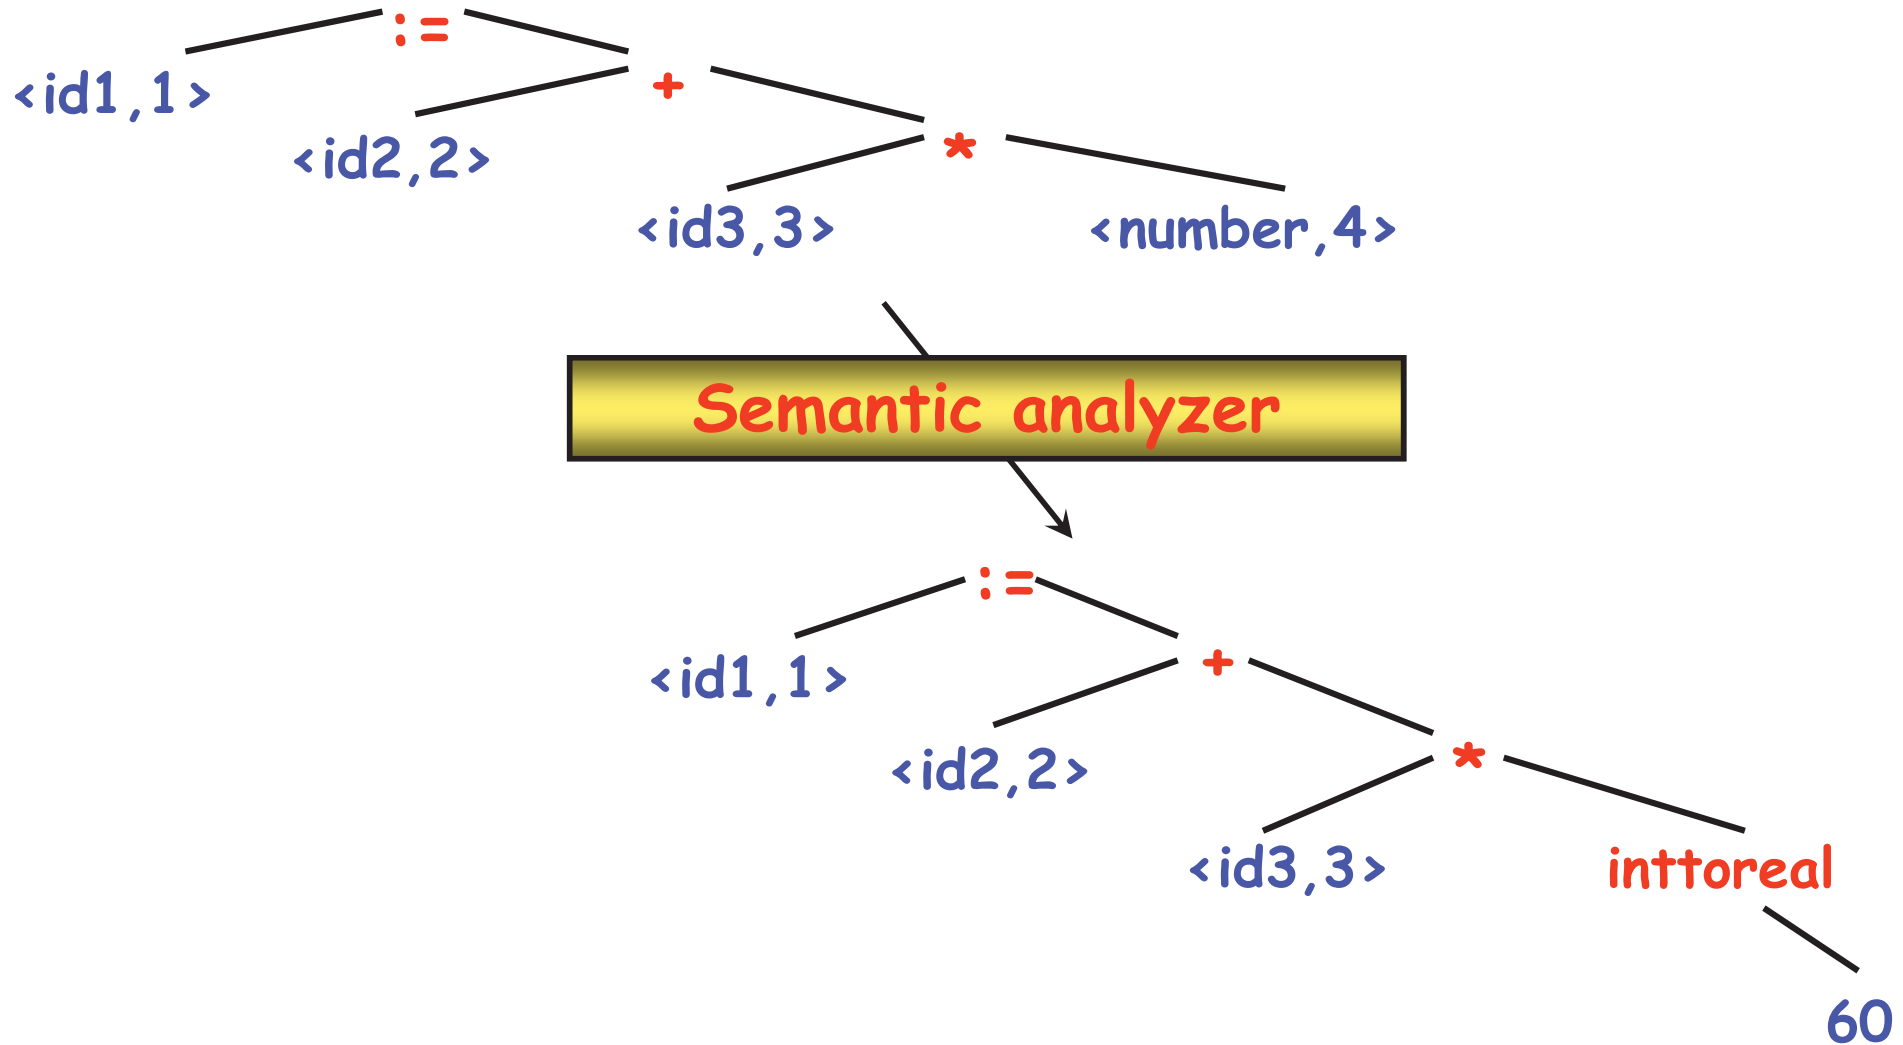 :=
<id1,1>
+
<id2,2>
*
<id3,3>
<number,4>
Semantic analyzer
:=
<id1,1>
+
<id2,2>
*
<id3,3>
inttoreal
60